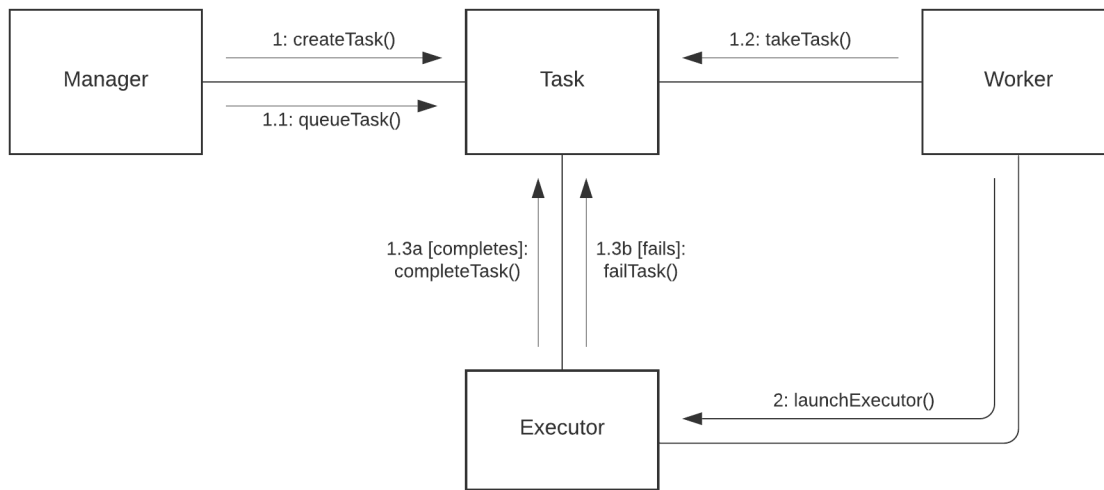 Manager
1: createTask()
1.1: queueTask()
Task
1.2: takeTask()
Worker
1.3a [completes]:
completeTask()
1.3b [fails]:
failTask()
2: launchExecutor()
Executor